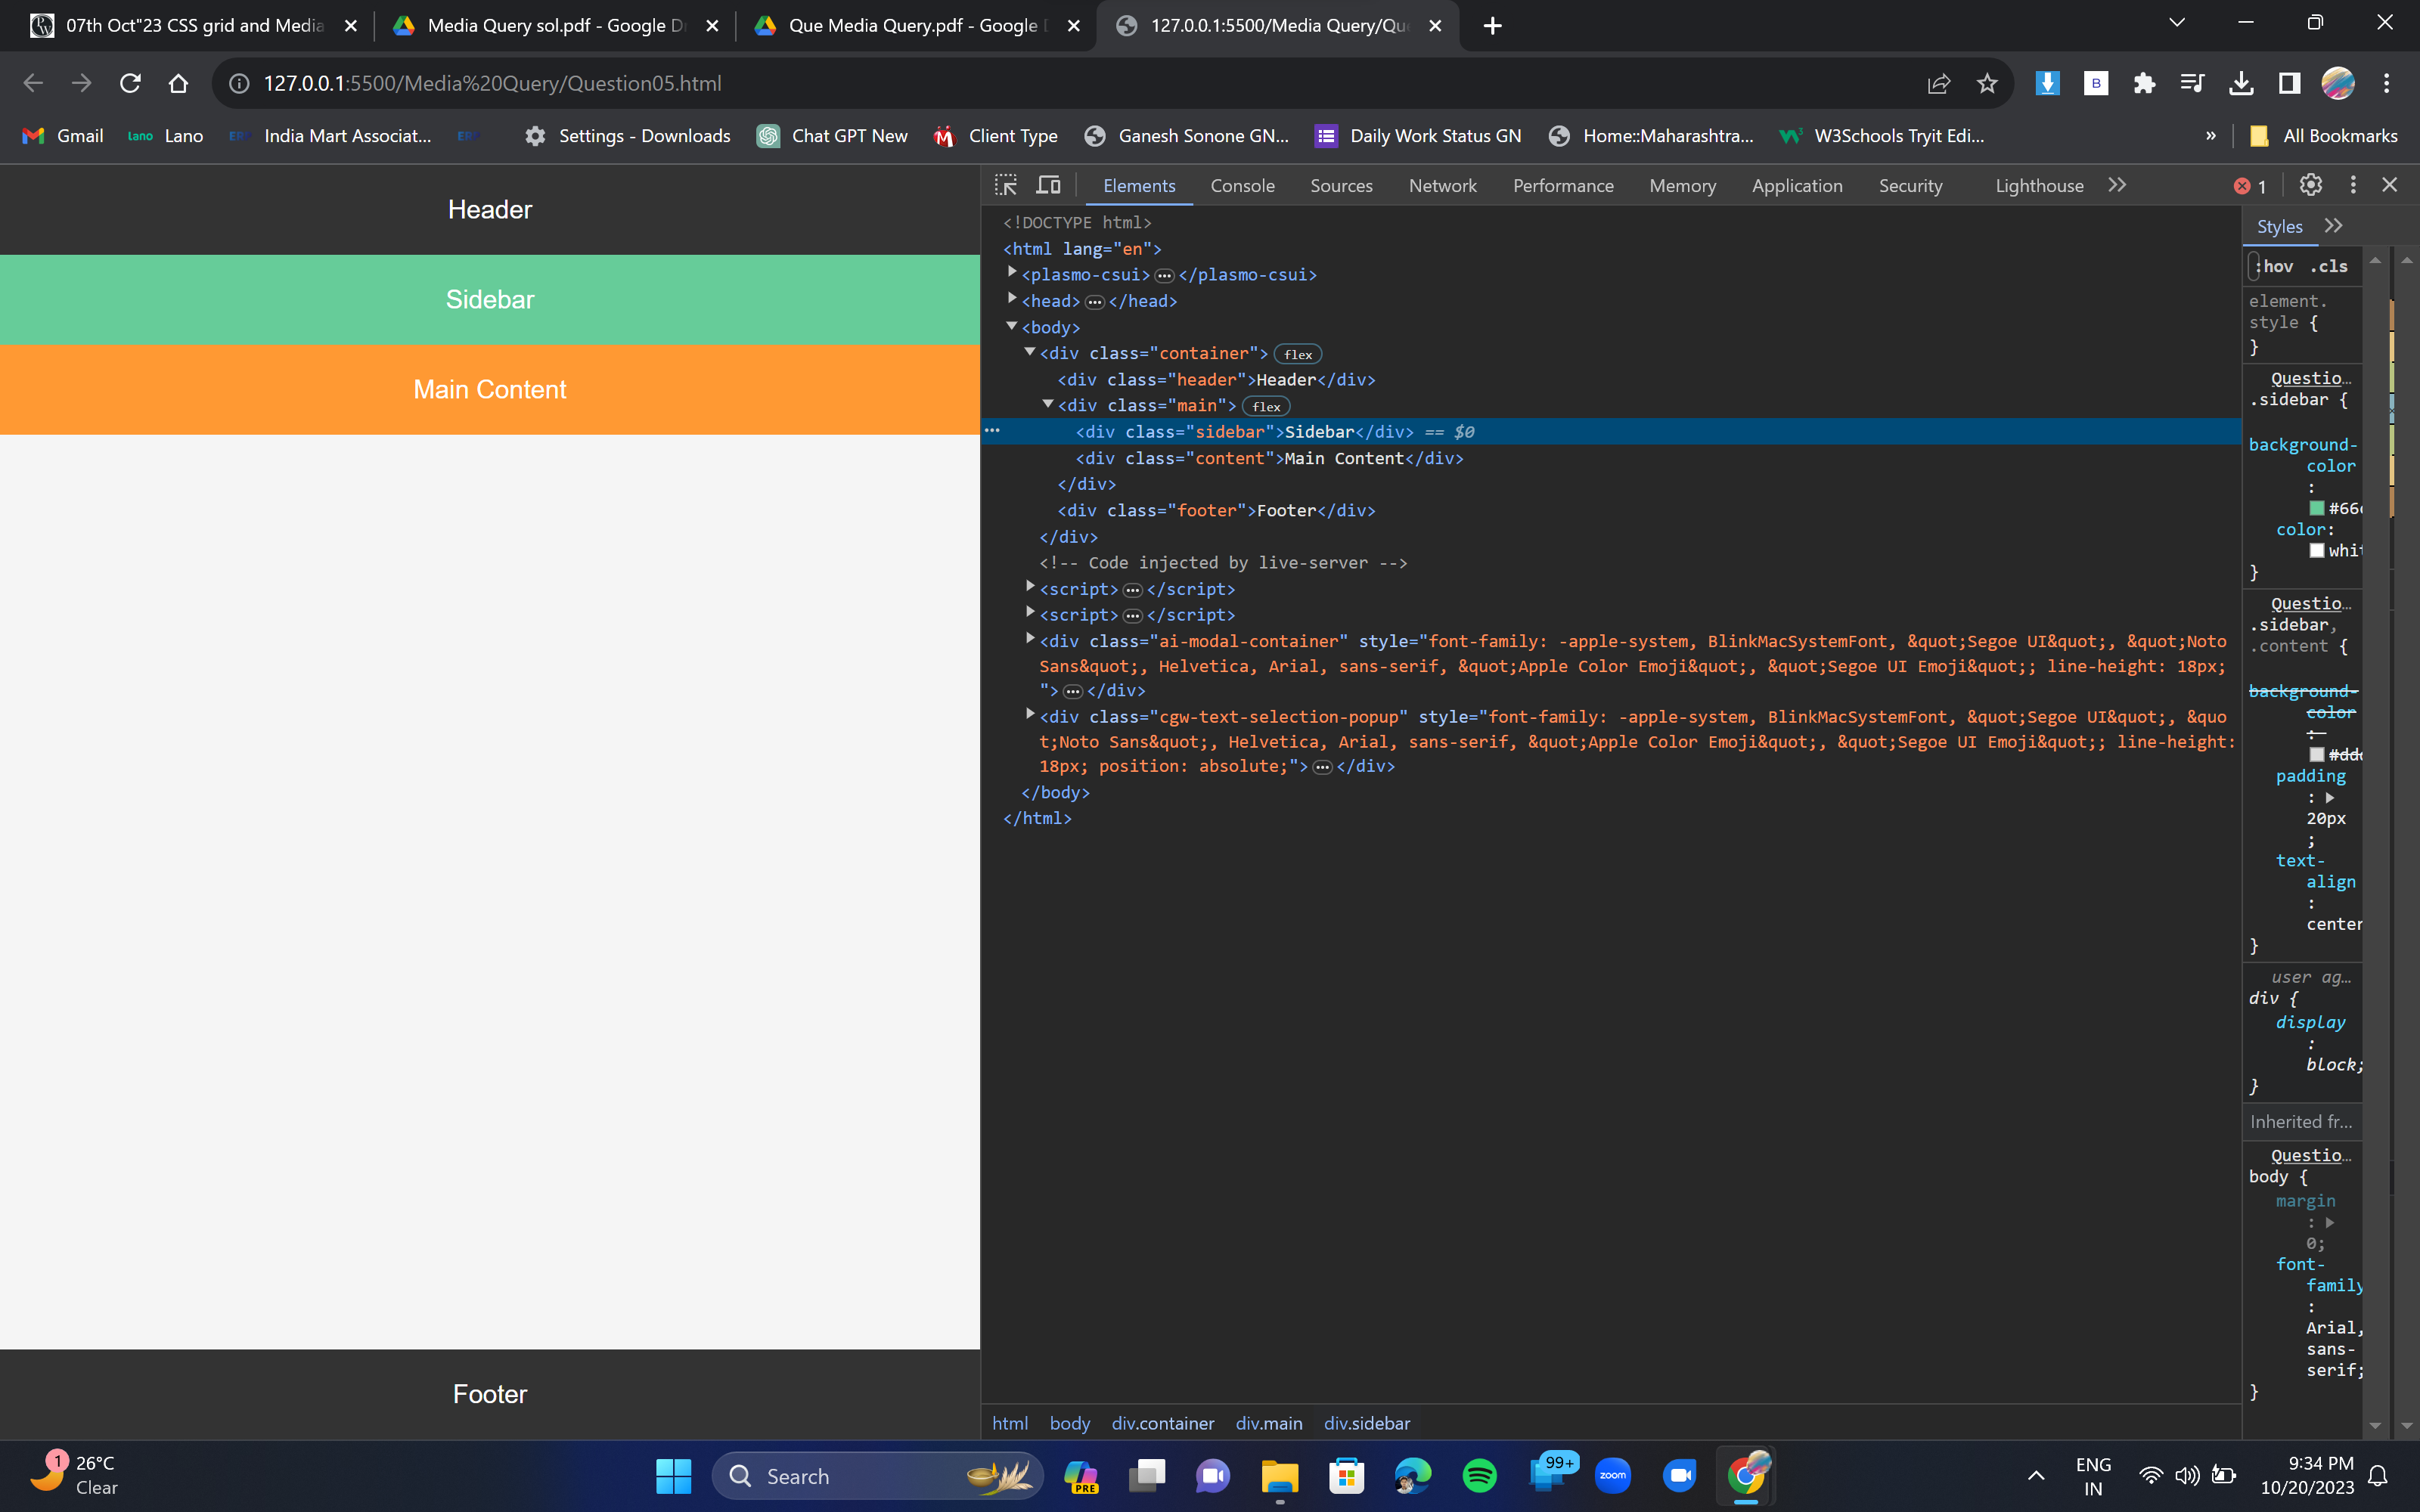 07th Oct"23 CSS grid and Media
Media Query sol.pdf - Google D
Que Media Query.pdf - Google
127.0.0.1:5500/Media Query/Que
127.0.0.1:5500/Media%20Query/Question05.html
Gmail
lano Lano
India Mart Associat...
Settings - Downloads
Chat GPT New
Client Type
Ganesh Sonone GN...
Daily Work Status GN
Home::Maharashtra...
W3Schools Tryit Edi...
» All Bookmarks
Header
Sidebar
Main Content
Footer
Elements Console Sources Network Performance Memory Application Security Lighthouse 1
<!DOCTYPE html>
<html lang="en">
<plasmo-csui>…</plasmo-csui>
<head>…</head>
<body>
<div class="container"> flex
<div class="header">Header</div>
<div class="main"> flex
<div class="sidebar">Sidebar</div> == $0
<div class="content">Main Content</div>
</div>
<div class="footer">Footer</div>
</div>
<!-- Code injected by live-server -->
<script>…</script>
<script>…</script>
<div class="ai-modal-container" style="font-family: -apple-system, BlinkMacSystemFont, &quot;Segoe UI&quot;, &quot;Noto
Sans&quot;, Helvetica, Arial, sans-serif, &quot;Apple Color Emoji&quot;, &quot;Segoe UI Emoji&quot;; line-height: 18px;
">…</div>
<div class="cgw-text-selection-popup" style="font-family: -apple-system, BlinkMacSystemFont, &quot;Segoe UI&quot;, &quo
t;Noto Sans&quot;, Helvetica, Arial, sans-serif, &quot;Apple Color Emoji&quot;, &quot;Segoe UI Emoji&quot;; line-height:
18px; position: absolute;">…</div>
</body>
</html>
html body div.container div.main div.sidebar
Styles
:hov .cls
element.
style {
}
Questio…
.sidebar {
background-
color
:
#66c
color:
whit
}
Questio…
.sidebar,
.content {
background-
color
:
#ddd
padding
:
20px
;
text-
align
:
center
}
user ag…
div {
display
:
block;
}
Inherited fr…
Questio…
body {
margin
:
0;
font-
family
:
Arial,
sans-
serif;
}
1
26°C
Clear
Search
PRE
99+
zoom
ENG
IN
9:34 PM
10/20/2023